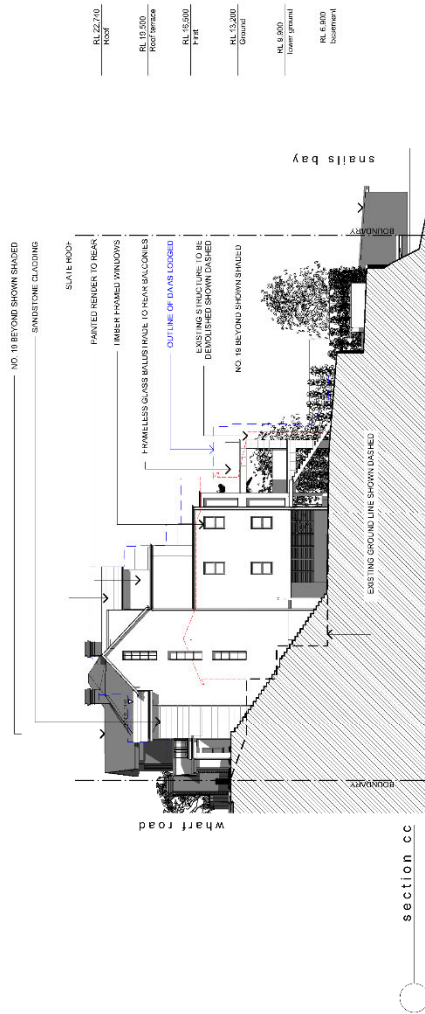 NO. 19 BEYOND SHOWN SHADED
SANDSTONE CLADDING
SLATE ROOF
PAINTED RENDER TO REAR
TIMBER FRAMED WINDOWS
FRAMELESS GLASS BALUSTRADE TO REAR BALCONIES
OUTLINE OF DA AS LODGED
EXISTING STRUCTURE TO BE
DEMOLISHED SHOWN DASHED
NO. 19 BEYOND SHOWN SHADED
RL 22,740
Roof
RL 19,500
Roof terrace
RL 16,500
First
RL 13,200
Ground
RL 9,900
lower ground
RL 6,900
basement
wharf road
snails bay
BOUNDARY
BOUNDARY
EXISTING GROUND LINE SHOWN DASHED
section cc